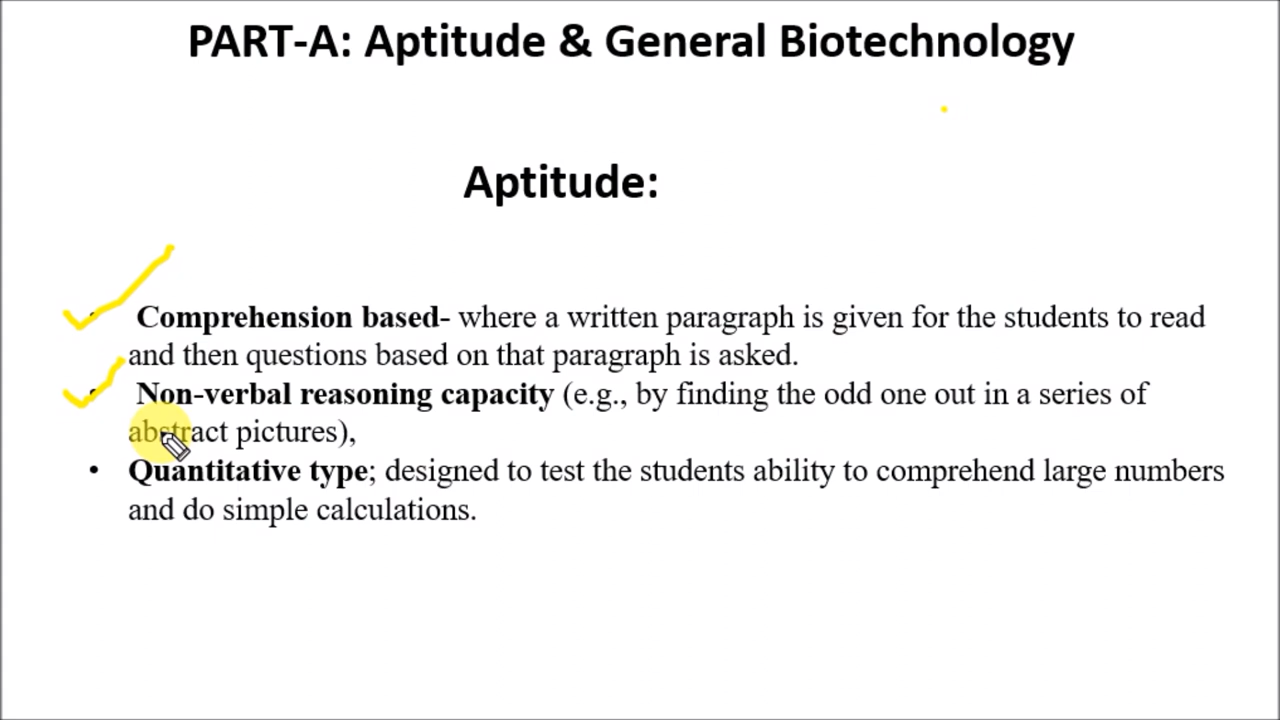 PART-A: Aptitude & General Biotechnology
Aptitude:
Comprehension based- where a written paragraph is given for the students to read
and then questions based on that paragraph is asked.
Non-verbal reasoning capacity (e.g., by finding the odd one out in a series of
abstract pictures),
• Quantitative type; designed to test the students ability to comprehend large numbers
and do simple calculations.